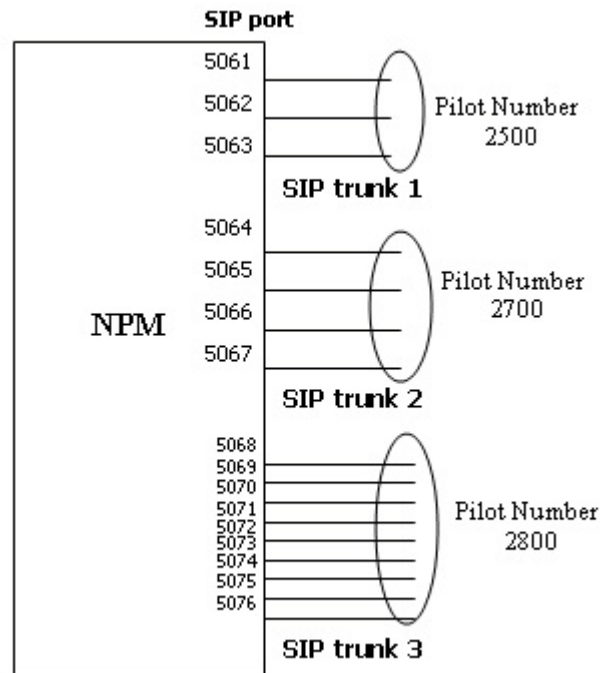 SIP port
5061
5062
5063
Pilot Number
2500
SIP trunk 1
5064
5065
5066
5067
NPM
Pilot Number
2700
SIP trunk 2
5068
5069
5070
5071
5072
5073
5074
5075
5076
Pilot Number
2800
SIP trunk 3